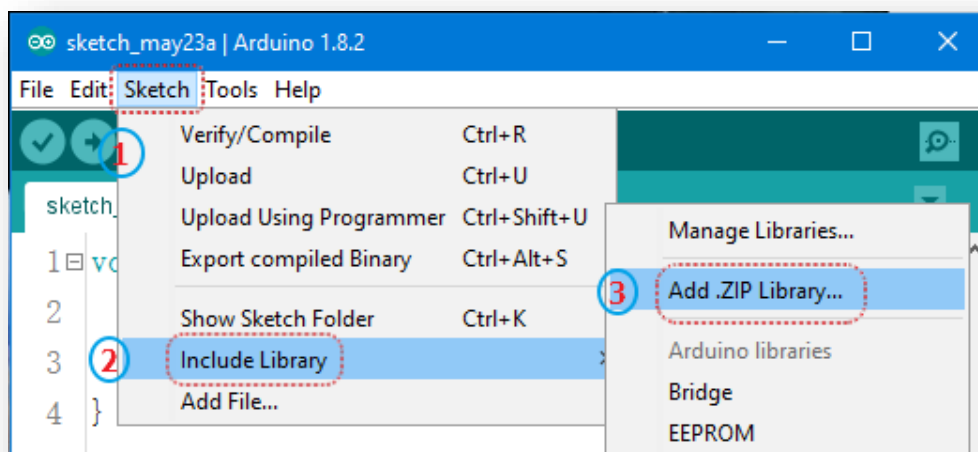 sketch_may23a | Arduino 1.8.2
File Edit Sketch Tools Help
1
Verify/Compile Ctrl+R
Upload Ctrl+U
sketch_
Upload Using Programmer Ctrl+Shift+U
Manage Libraries...
1 vo
Export compiled Binary Ctrl+Alt+S
3
Add .ZIP Library...
2
Show Sketch Folder Ctrl+K
Arduino libraries
3
2
Include Library
Bridge
4 }
Add File...
EEPROM